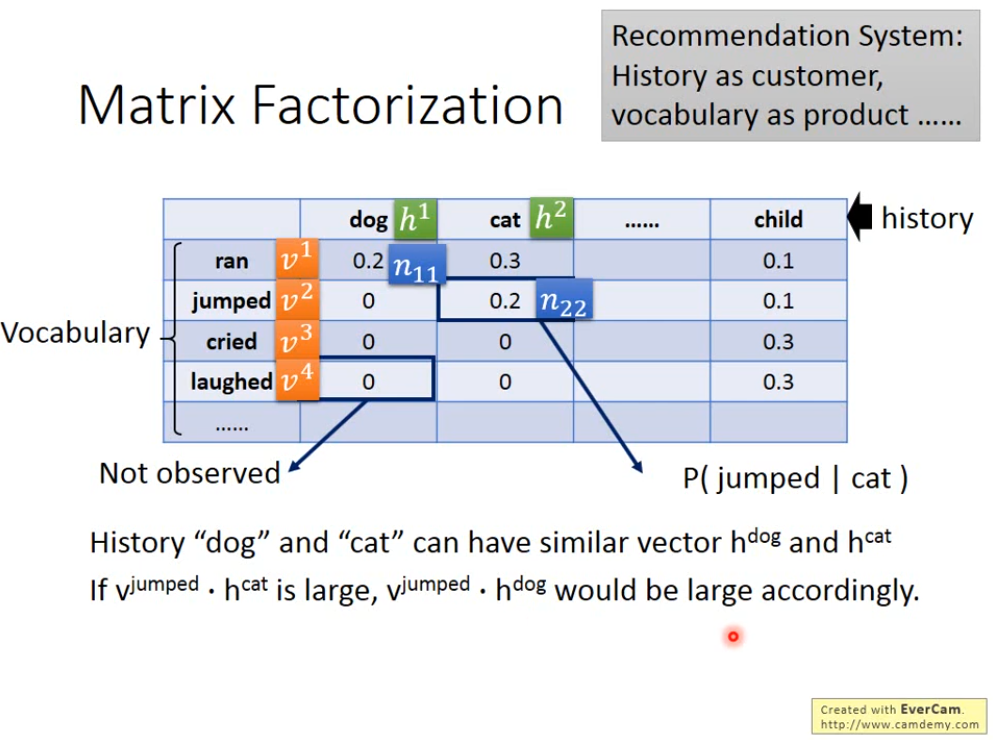 Recommendation System:
History as customer,
vocabulary as product ……
Matrix Factorization
dog h¹ cat h² …… child
history
ran v¹ 0.2 n₁₁ 0.3 0.1
jumped v² 0 0.2 n₂₂ 0.1
Vocabulary
cried v³ 0 0 0.3
laughed v⁴ 0 0 0.3
……
Not observed
P( jumped | cat )
History “dog” and “cat” can have similar vector hᵈᵒᵍ and hᶜᵃᵗ
If vʲᵘᵐᵖᵉᵈ · hᶜᵃᵗ is large, vʲᵘᵐᵖᵉᵈ · hᵈᵒᵍ would be large accordingly.
Created with EverCam.
http://www.camdemy.com